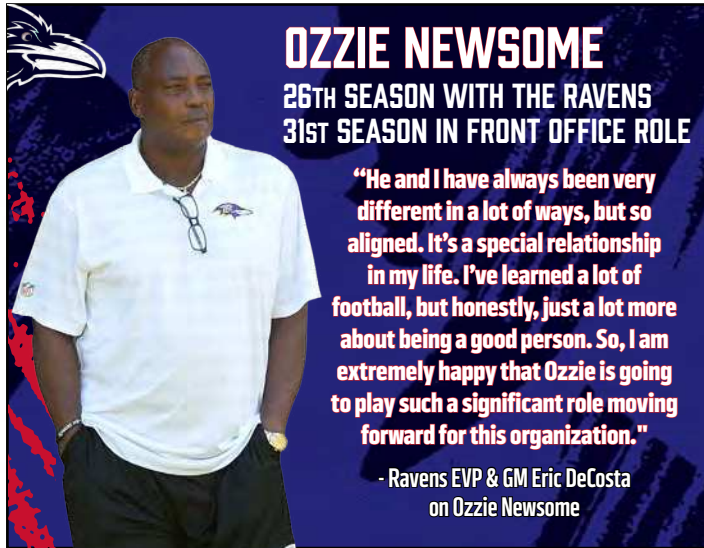 OZZIE NEWSOME
26TH SEASON WITH THE RAVENS
31ST SEASON IN FRONT OFFICE ROLE
“He and I have always been very
different in a lot of ways, but so
aligned. It’s a special relationship
in my life. I’ve learned a lot of
football, but honestly, just a lot more
about being a good person. So, I am
extremely happy that Ozzie is going
to play such a significant role moving
forward for this organization."
- Ravens EVP & GM Eric DeCosta
on Ozzie Newsome